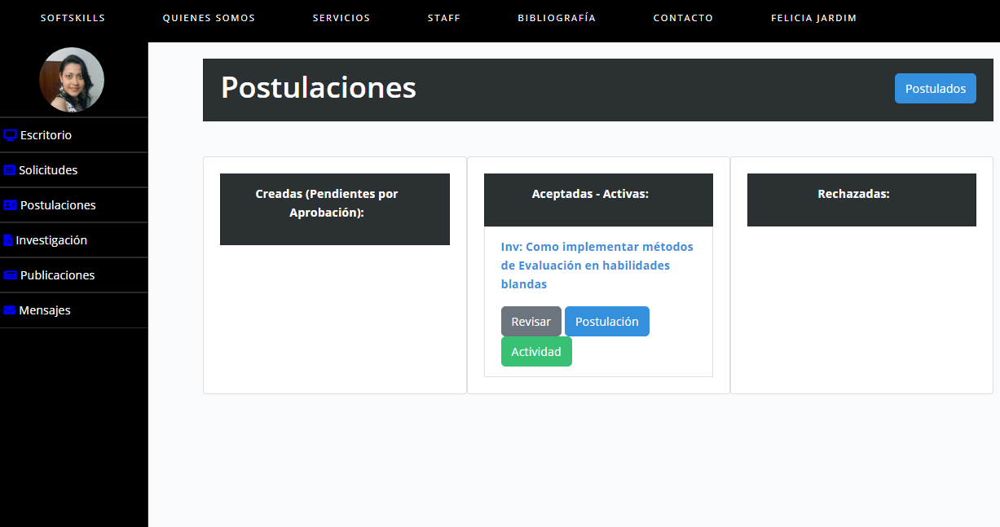 SOFTSKILLS QUIENES SOMOS SERVICIOS STAFF BIBLIOGRAFÍA CONTACTO FELICIA JARDIM
Escritorio
Solicitudes
Postulaciones
Investigación
Publicaciones
Mensajes
Postulaciones
Postulados
Creadas (Pendientes por
Aprobación):
Aceptadas - Activas:
Inv: Como implementar métodos
de Evaluación en habilidades
blandas
Revisar Postulación
Actividad
Rechazadas: